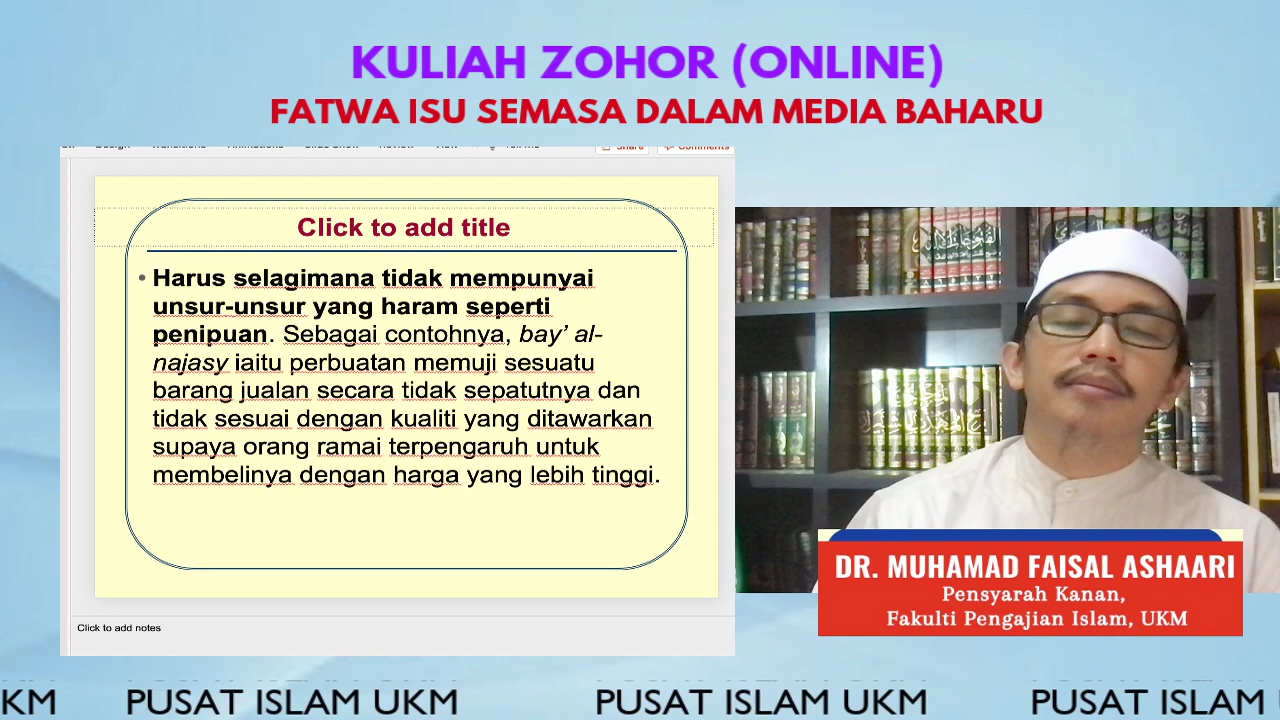 KULIAH ZOHOR (ONLINE)
FATWA ISU SEMASA DALAM MEDIA BAHARU
Share
Comments
Click to add title
• Harus selagimana tidak mempunyai
unsur-unsur yang haram seperti
penipuan. Sebagai contohnya, bay’ al-
najasy iaitu perbuatan memuji sesuatu
barang jualan secara tidak sepatutnya dan
tidak sesuai dengan kualiti yang ditawarkan
supaya orang ramai terpengaruh untuk
membelinya dengan harga yang lebih tinggi.
Click to add notes
DR. MUHAMAD FAISAL ASHAARI
Pensyarah Kanan,
Fakulti Pengajian Islam, UKM
KM PUSAT ISLAM UKM PUSAT ISLAM UKM PUSAT ISLAM